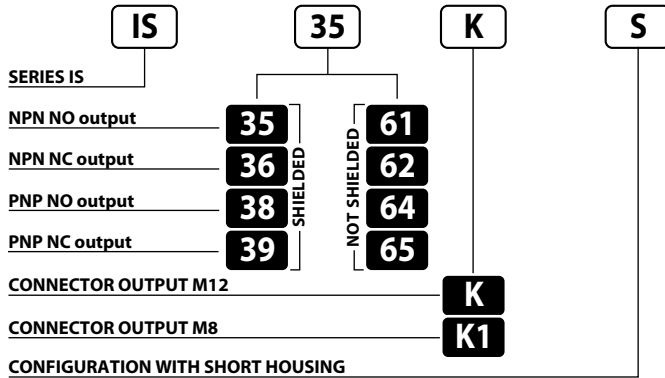 IS 35 K S
SERIES IS
NPN NO output 35 61
NPN NC output 36 62
PNP NO output 38 64
PNP NC output 39 65
SHIELDED
NOT SHIELDED
CONNECTOR OUTPUT M12 K
CONNECTOR OUTPUT M8 K1
CONFIGURATION WITH SHORT HOUSING